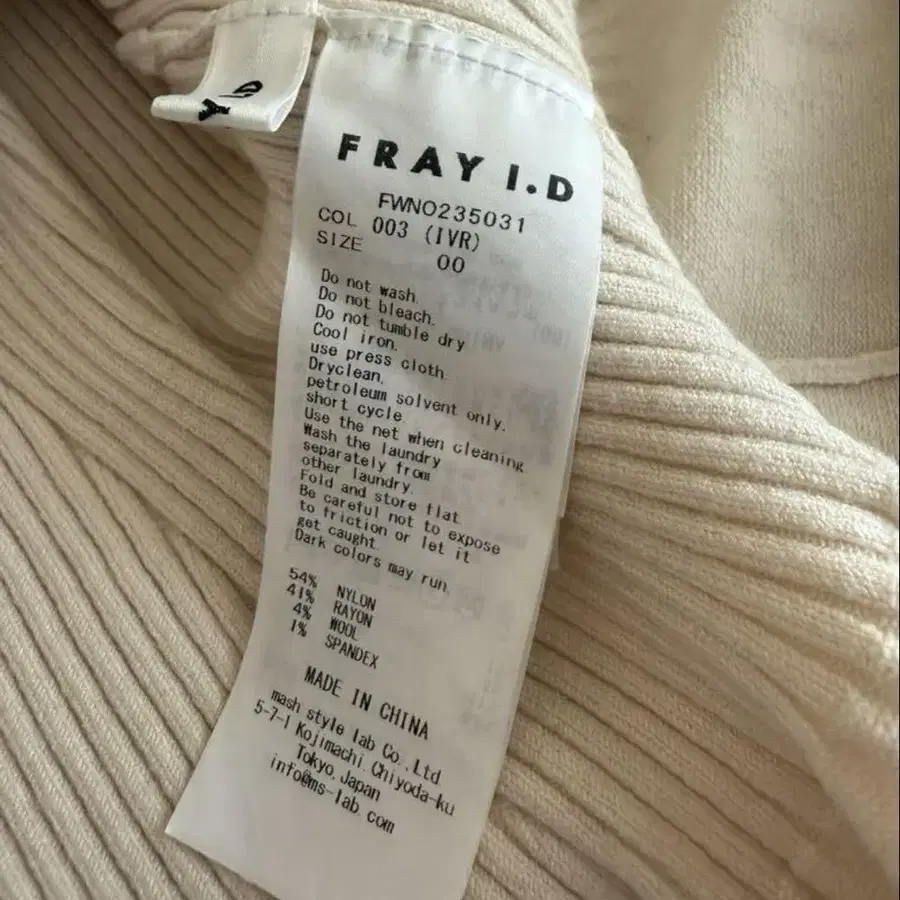 FRAY I.D
FWNO235031
COL 003 (IVR)
SIZE 00
Do not wash.
Do not bleach.
Do not tumble dry
Cool iron.
use press cloth.
Dryclean,
petroleum solvent only.
short cycle.
Use the net when cleaning
Wash the laundry
separately from
other laundry.
Fold and store flat.
Be careful not to expose
to friction or let it
get caught.
Dark colors may run.
54% NYLON
41% RAYON
4% WOOL
1% SPANDEX
MADE IN CHINA
mash style lab Co.,Ltd.
5-7-1 Kojimachi,Chiyoda-ku
Tokyo,Japan
info@ms-lab.com